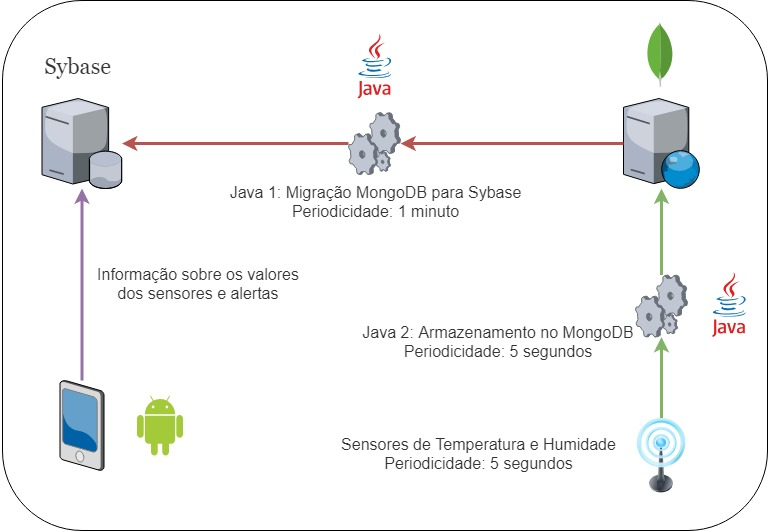 Sybase
Java
Java 1: Migração MongoDB para Sybase
Periodicidade: 1 minuto
Informação sobre os valores
dos sensores e alertas
Java
Java 2: Armazenamento no MongoDB
Periodicidade: 5 segundos
Sensores de Temperatura e Humidade
Periodicidade: 5 segundos